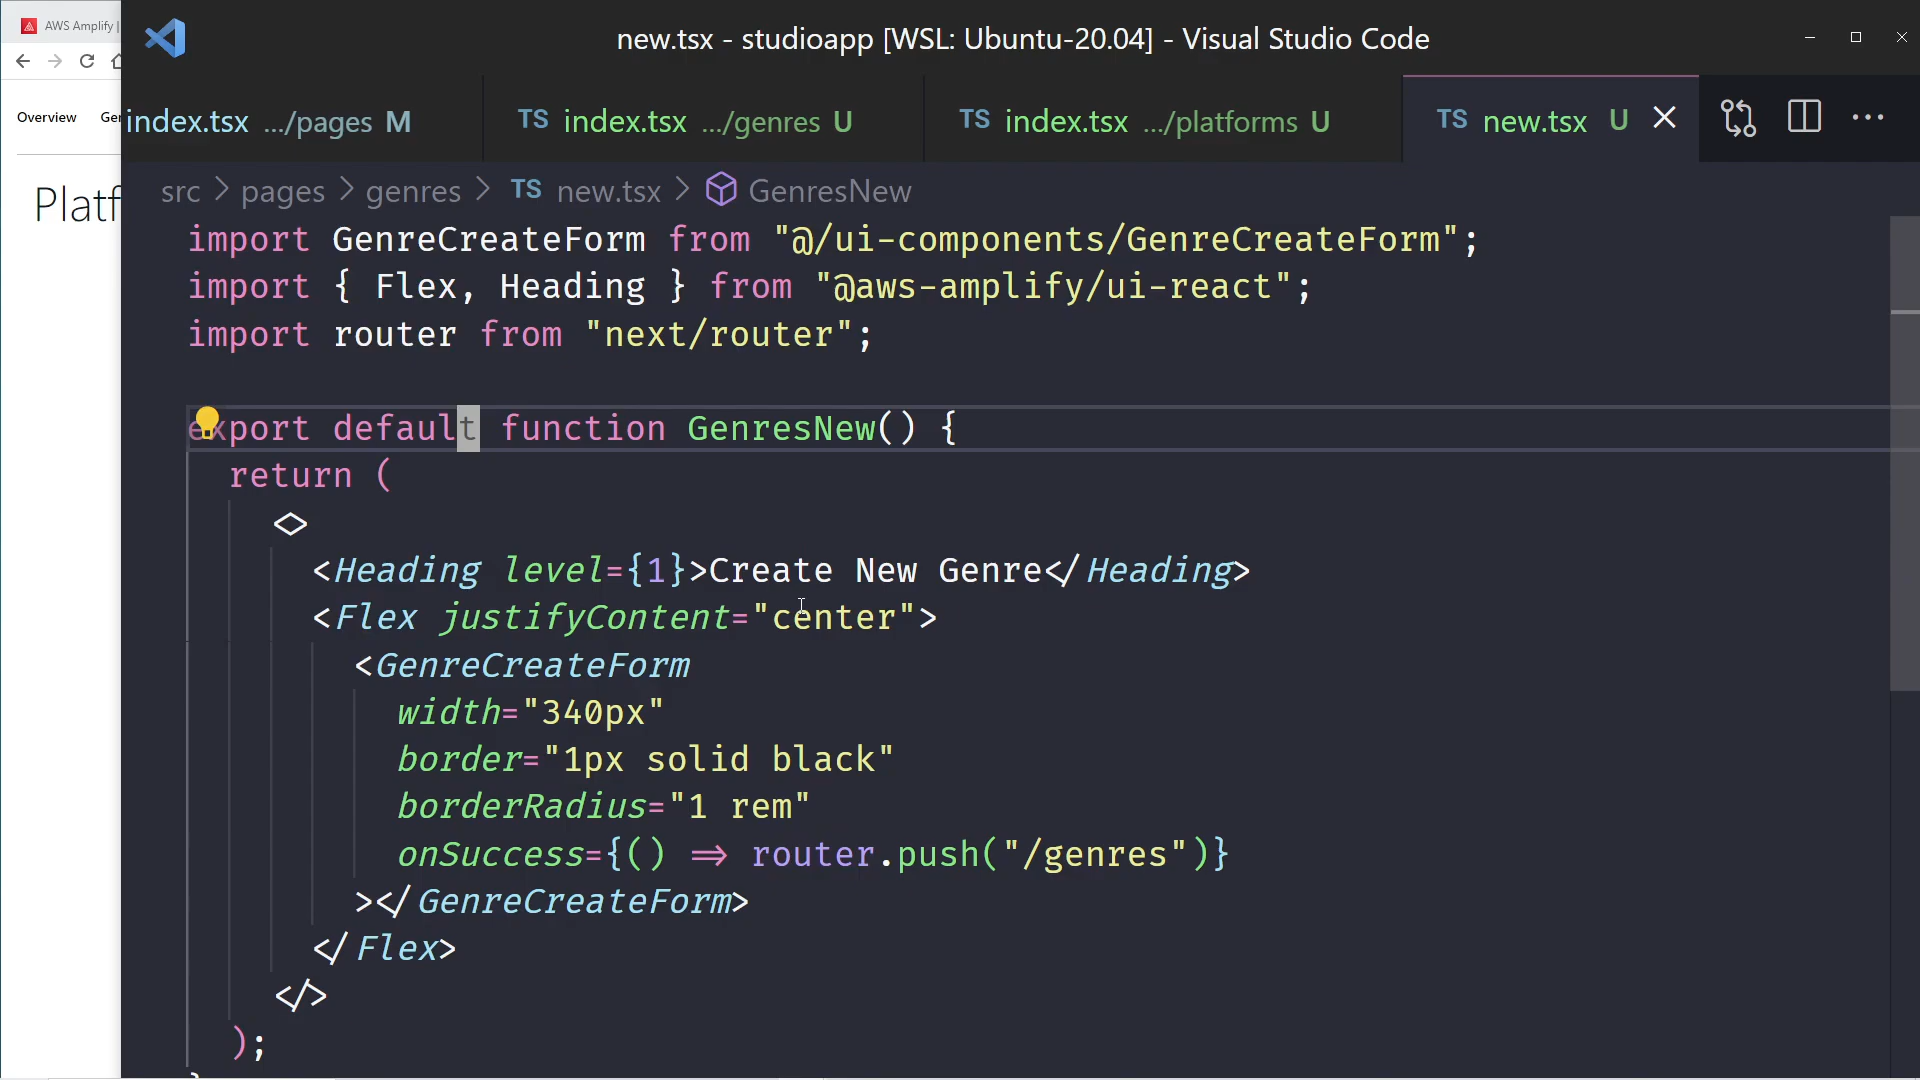 AWS Amplify |
new.tsx - studioapp [WSL: Ubuntu-20.04] - Visual Studio Code
Overview Ge
index.tsx .../pages M
TS index.tsx .../genres U
TS index.tsx .../platforms U
TS new.tsx U
src > pages > genres > TS new.tsx > GenresNew
Platf
import GenreCreateForm from "@/ui-components/GenreCreateForm";
import { Flex, Heading } from "@aws-amplify/ui-react";
import router from "next/router";
export default function GenresNew() {
return (
<>
<Heading level={1}>Create New Genre</Heading>
<Flex justifyContent="center">
<GenreCreateForm
width="340px"
border="1px solid black"
borderRadius="1 rem"
onSuccess={() => router.push("/genres")}
></GenreCreateForm>
</Flex>
</>
);